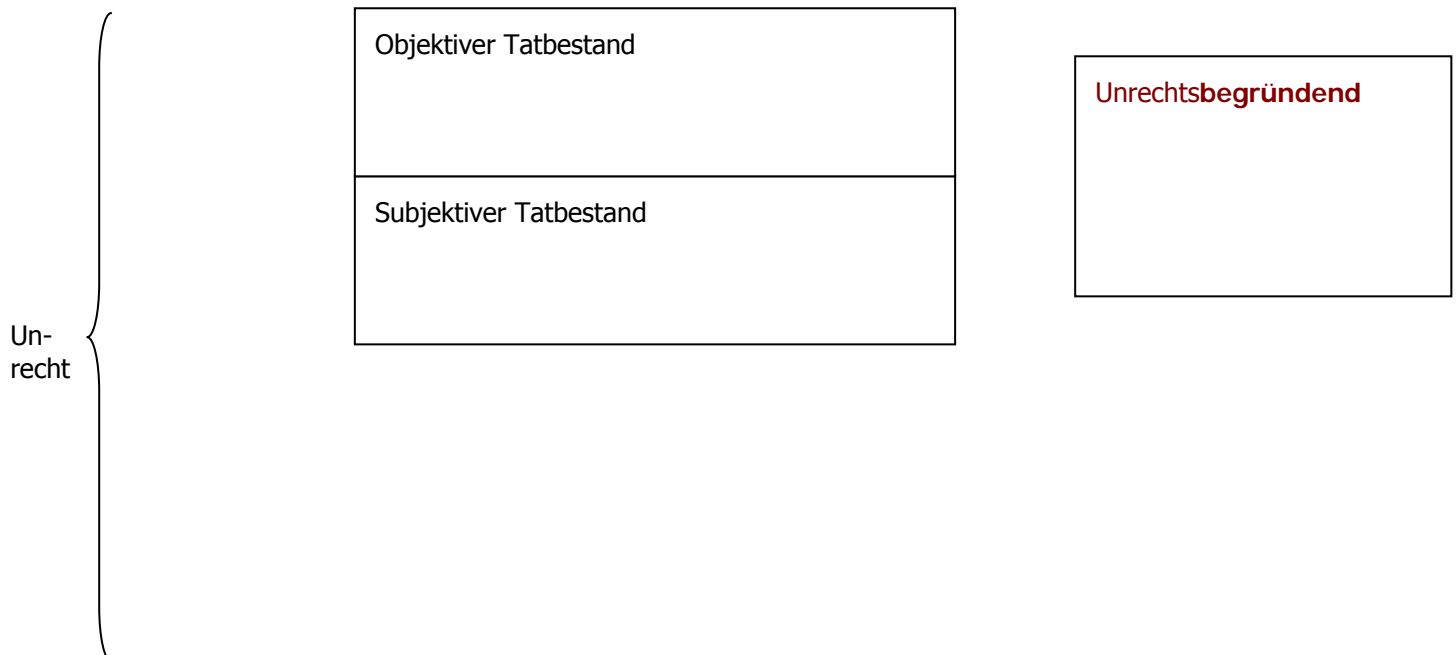 Objektiver Tatbestand
Unrechtsbegründend
Subjektiver Tatbestand
Un-
recht